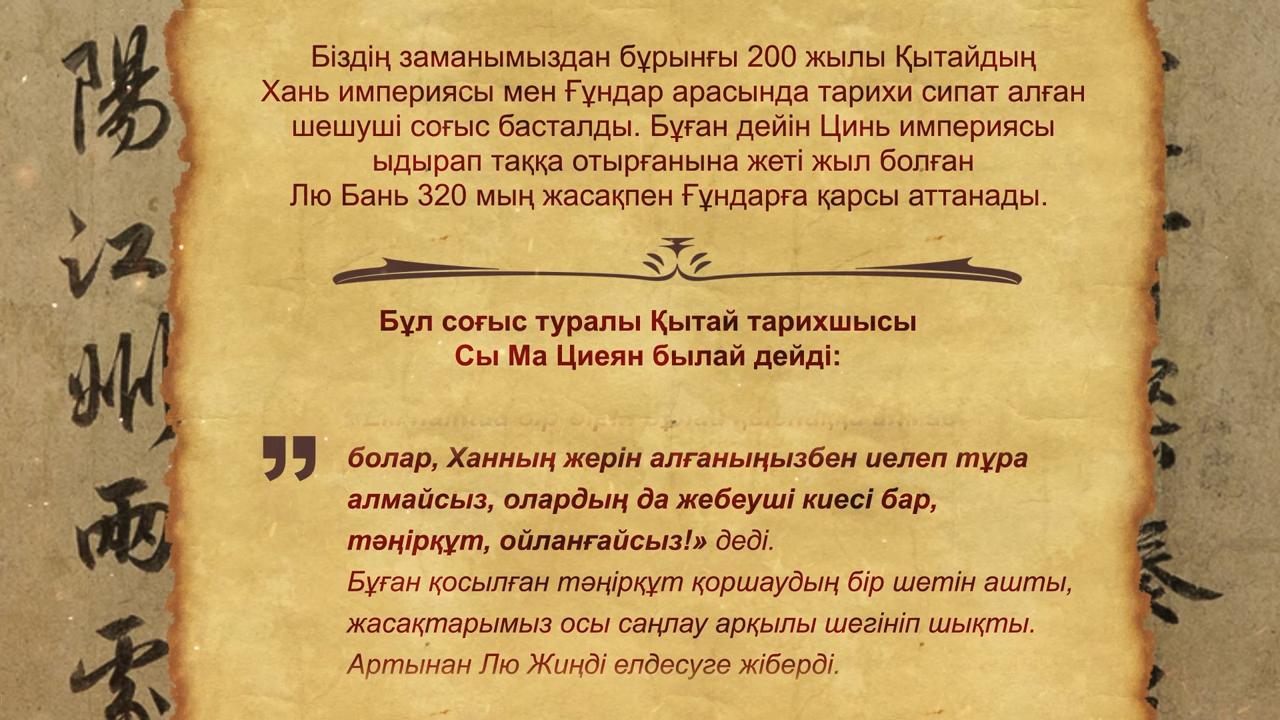 Біздің заманымыздан бұрынғы 200 жылы Қытайдың
Хань империясы мен Ғұндар арасында тарихи сипат алған
шешуші соғыс басталды. Бұған дейін Цинь империясы
ыдырап таққа отырғанына жеті жыл болған
Лю Бань 320 мың жасақпен Ғұндарға қарсы аттанады.
Бұл соғыс туралы Қытай тарихшысы
Сы Ма Циеян былай дейді:
болар, Ханның жерін алғаныңызбен иелеп тұра
алмайсыз, олардың да жебеуші киесі бар,
тәңірқұт, ойланғайсыз!» деді.
Бұған қосылған тәңірқұт қоршаудың бір шетін ашты,
жасақтарымыз осы саңлау арқылы шегініп шықты.
Артынан Лю Жиңді елдесуге жіберді.
陽
江
州
兩